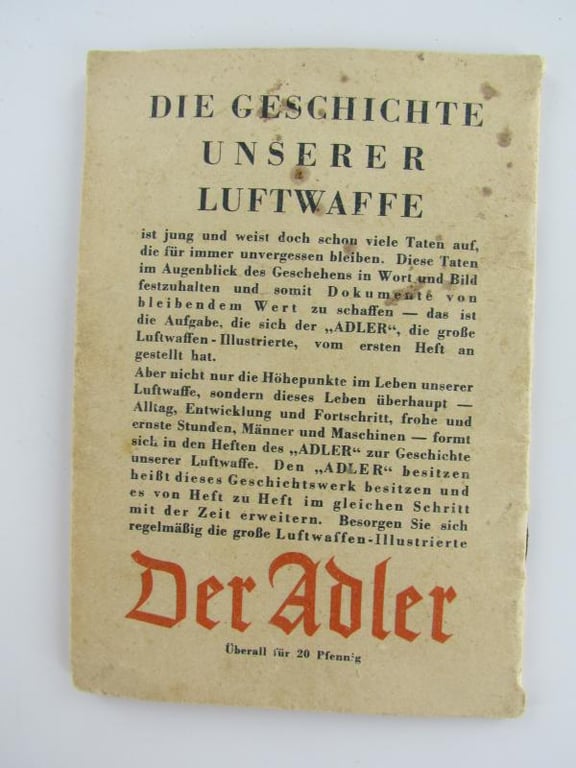 DIE GESCHICHTE
UNSERER
LUFTWAFFE
ist jung und weist doch schon viele Taten auf,
die für immer unvergessen bleiben. Diese Taten
im Augenblick des Geschehens in Wort und Bild
festzuhalten und somit Dokumente von
bleibendem Wert zu schaffen — das ist
die Aufgabe, die sich der „ADLER“, die große
Luftwaffen-Illustrierte, vom ersten Heft an
gestellt hat.
Aber nicht nur die Höhepunkte im Leben unserer
Luftwaffe, sondern dieses Leben überhaupt —
Alltag, Entwicklung und Fortschritt, frohe und
ernste Stunden, Männer und Maschinen — formt
sich in den Heften des „ADLER“ zur Geschichte
unserer Luftwaffe. Den „ADLER“ besitzen
heißt dieses Geschichtswerk besitzen und
es von Heft zu Heft im gleichen Schritt
mit der Zeit erweitern. Besorgen Sie sich
regelmäßig die große Luftwaffen-Illustrierte
Der Adler
Überall für 20 Pfennig